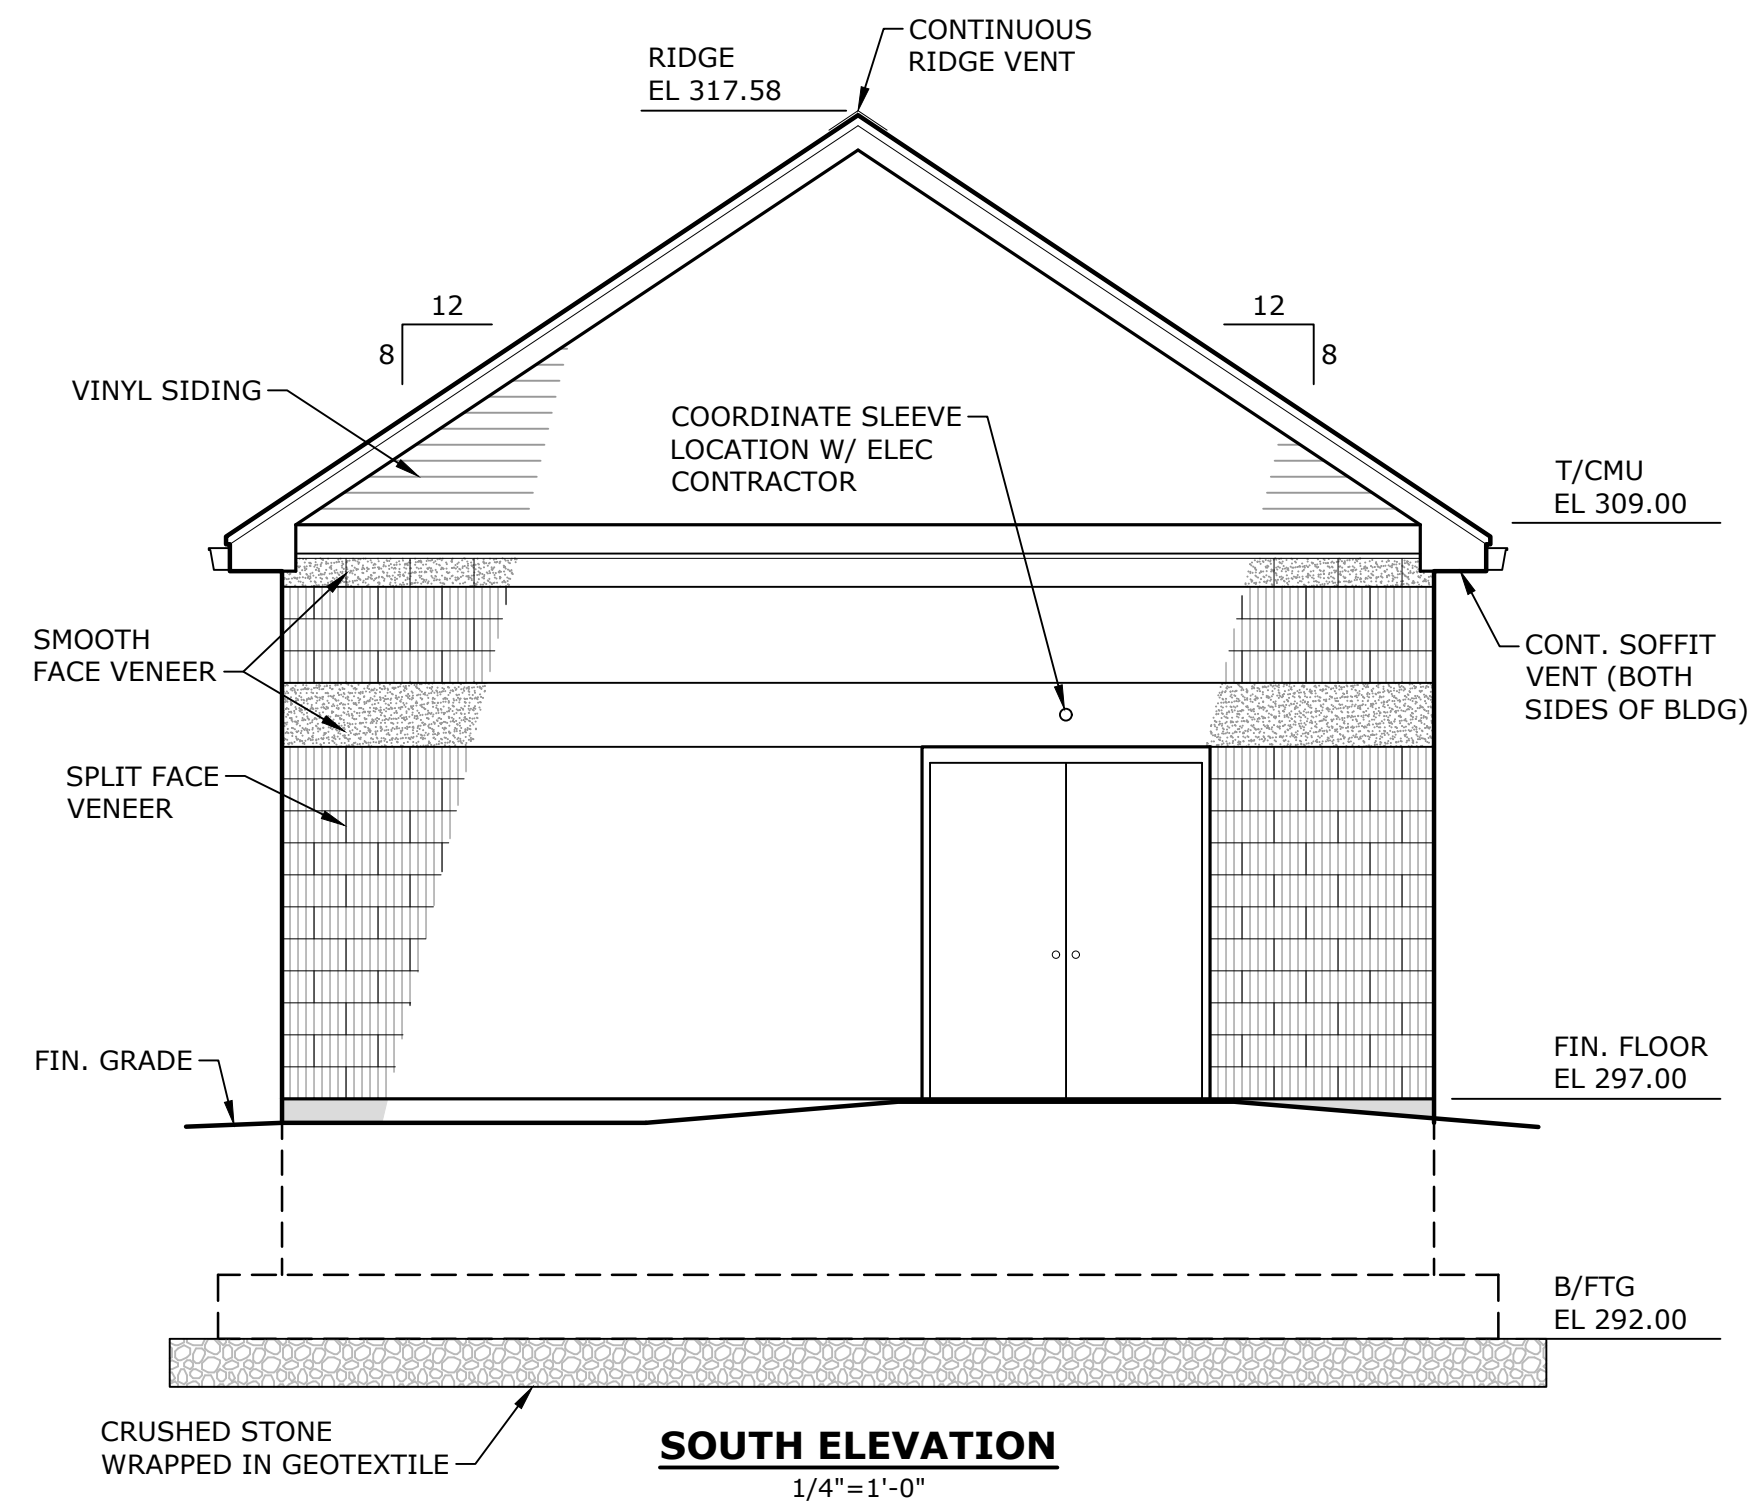 CONTINUOUS
RIDGE VENT
RIDGE
EL 317.58
12
8
12
8
VINYL SIDING
COORDINATE SLEEVE
LOCATION W/ ELEC
CONTRACTOR
T/CMU
EL 309.00
SMOOTH
FACE VENEER
CONT. SOFFIT
VENT (BOTH
SIDES OF BLDG)
SPLIT FACE
VENEER
FIN. GRADE
FIN. FLOOR
EL 297.00
B/FTG
EL 292.00
CRUSHED STONE
WRAPPED IN GEOTEXTILE
SOUTH ELEVATION
1/4"=1'-0"